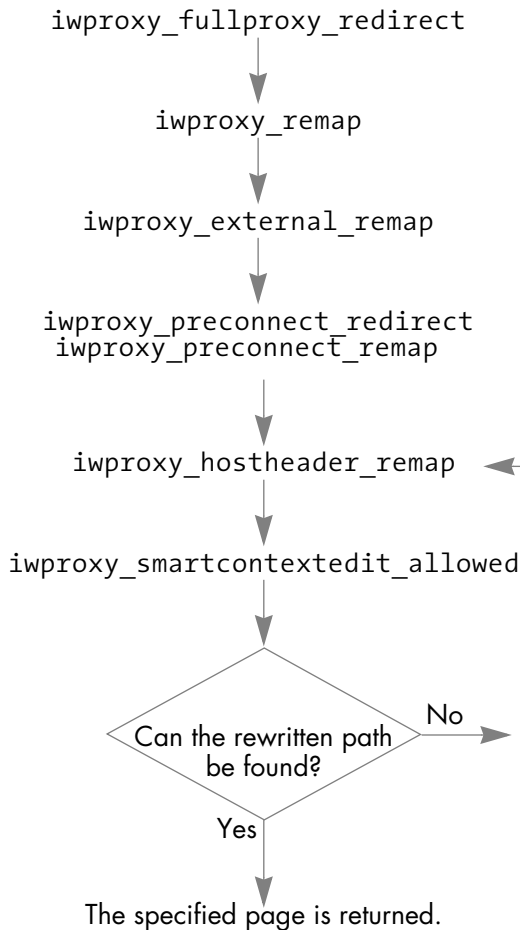 iwproxy_fullproxy_redirect
iwproxy_remap
iwproxy_external_remap
iwproxy_preconnect_redirect
iwproxy_preconnect_remap
iwproxy_hostheader_remap
iwproxy_smartcontextedit_allowed
Can the rewritten path
be found?
No
Yes
The specified page is returned.